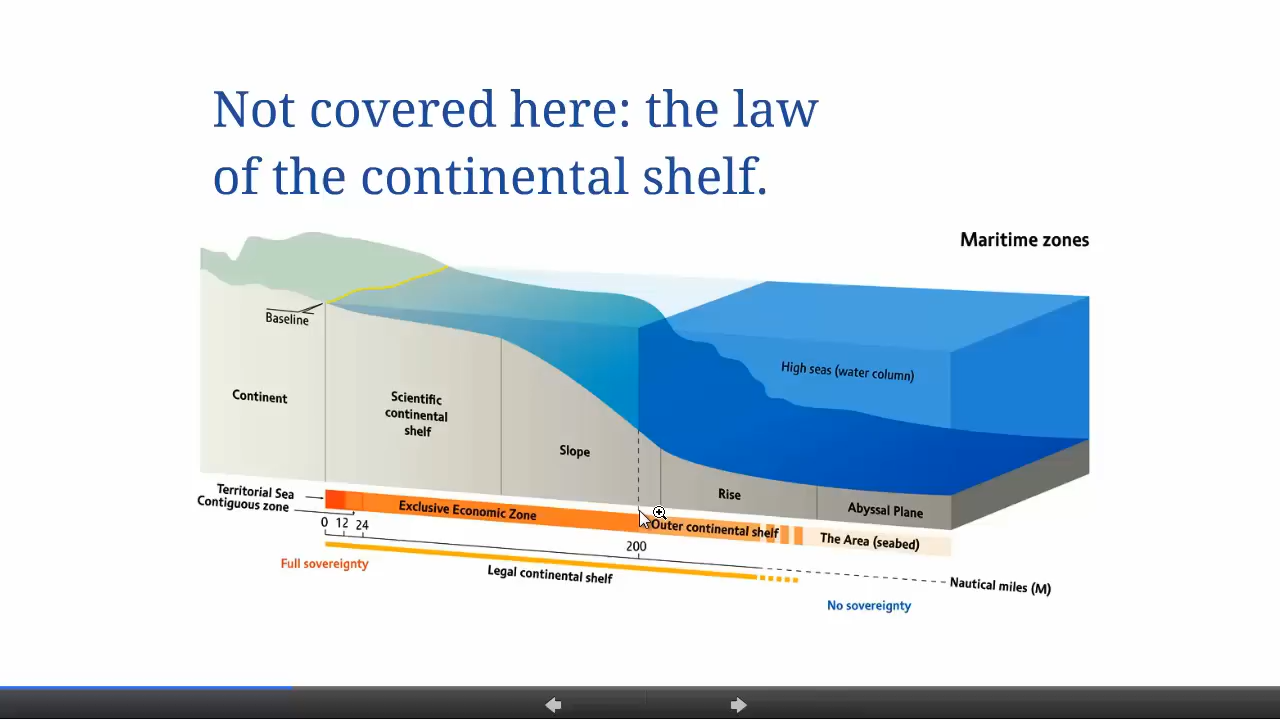 Not covered here: the law
of the continental shelf.
Maritime zones
Baseline
High seas (water column)
Continent
Scientific
continental
shelf
Slope
Rise
Abyssal Plane
Territorial Sea
Contiguous zone
Exclusive Economic Zone
Outer continental shelf
The Area (seabed)
0 12 24
200
Full sovereignty
Legal continental shelf
Nautical miles (M)
No sovereignty